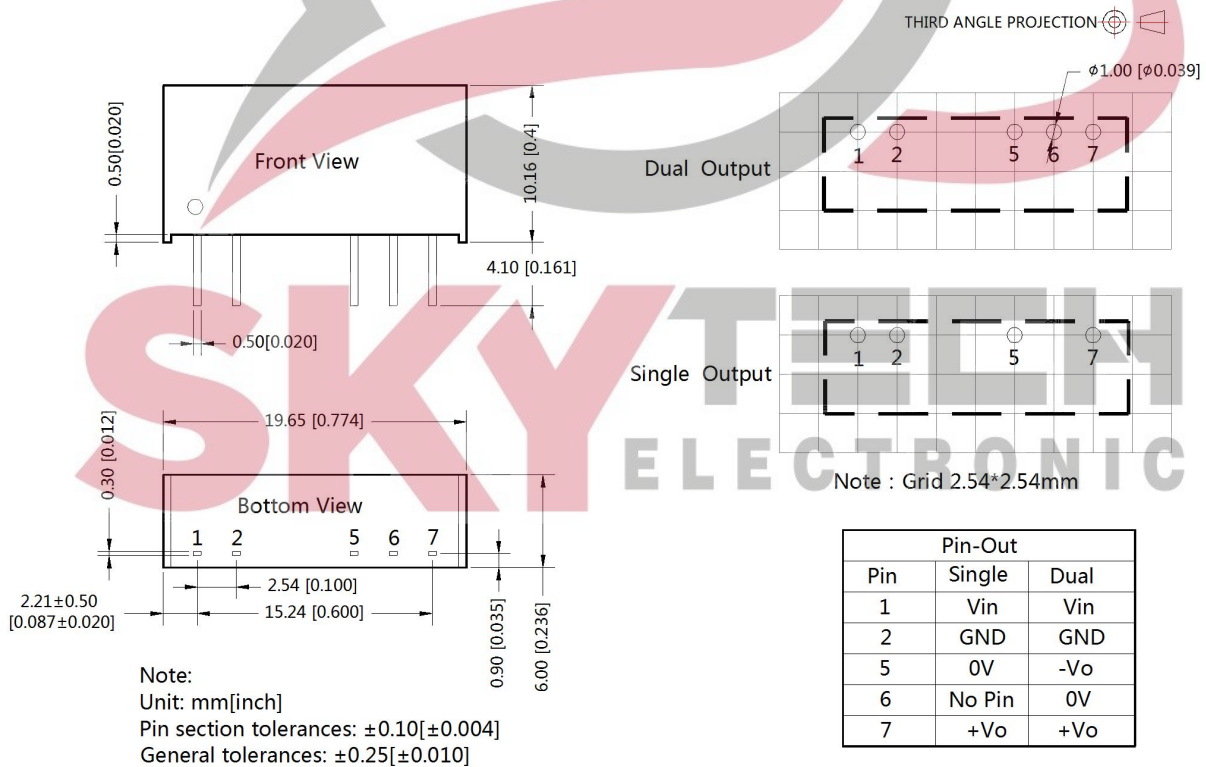 THIRD ANGLE PROJECTION
ϕ1.00 [ϕ0.039]
0.50[0.020]
Front View
10.16 [0.4]
4.10 [0.161]
0.50[0.020]
Dual Output
1 2 5 6 7
Single Output
1 2 5 7
Note : Grid 2.54*2.54mm
SKYTECH
ELECTRONIC
19.65 [0.774]
0.30 [0.012]
Bottom View
1 2 5 6 7
2.54 [0.100]
15.24 [0.600]
2.21±0.50
[0.087±0.020]
0.90 [0.035]
6.00 [0.236]
Note:
Unit: mm[inch]
Pin section tolerances: ±0.10[±0.004]
General tolerances: ±0.25[±0.010]
Pin-Out
Pin Single Dual
1 Vin Vin
2 GND GND
5 0V -Vo
6 No Pin 0V
7 +Vo +Vo